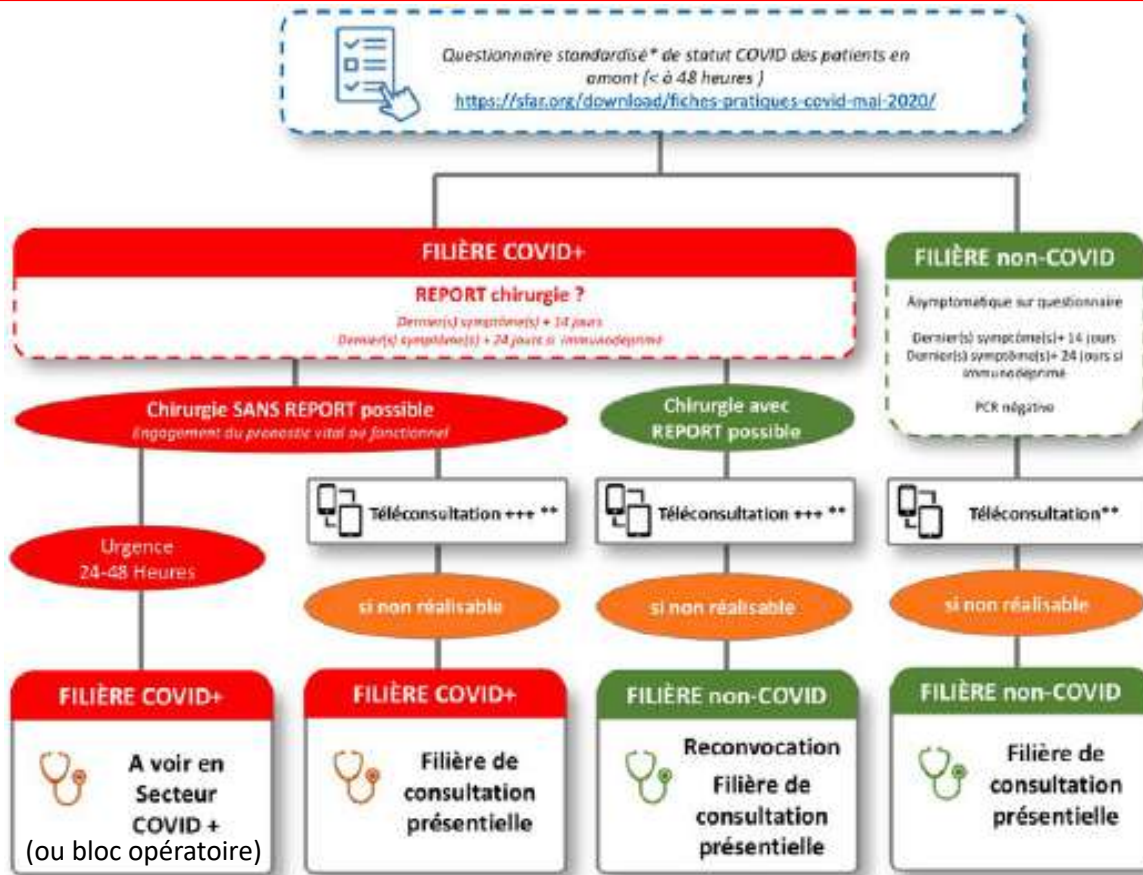 Questionnaire standardisé* de statut COVID des patients en
amont (< à 48 heures )
https://sfar.org/download/fiches-pratiques-covid-mai-2020/
FILIÈRE COVID+
REPORT chirurgie ?
Dernier(s) symptôme(s) + 14 jours
Dernier(s) symptôme(s) + 24 jours si immunodeprimé
FILIÈRE non-COVID
Asymptomatique sur questionnaire
Dernier(s) symptôme(s)+ 14 jours
Dernier(s) symptôme(s)+ 24 jours si
immunodeprimé
PCR négative
Chirurgie SANS REPORT possible
Engagement du pronostic vital ou fonctionnel
Chirurgie avec
REPORT possible
Urgence
24-48 Heures
Téléconsultation +++ **
Téléconsultation +++ **
Téléconsultation**
si non réalisable
si non réalisable
si non réalisable
FILIÈRE COVID+
A voir en
Secteur
COVID +
(ou bloc opératoire)
FILIÈRE COVID+
Filière de
consultation
présentielle
FILIÈRE non-COVID
Reconvocation
Filière de
consultation
présentielle
FILIÈRE non-COVID
Filière de
consultation
présentielle